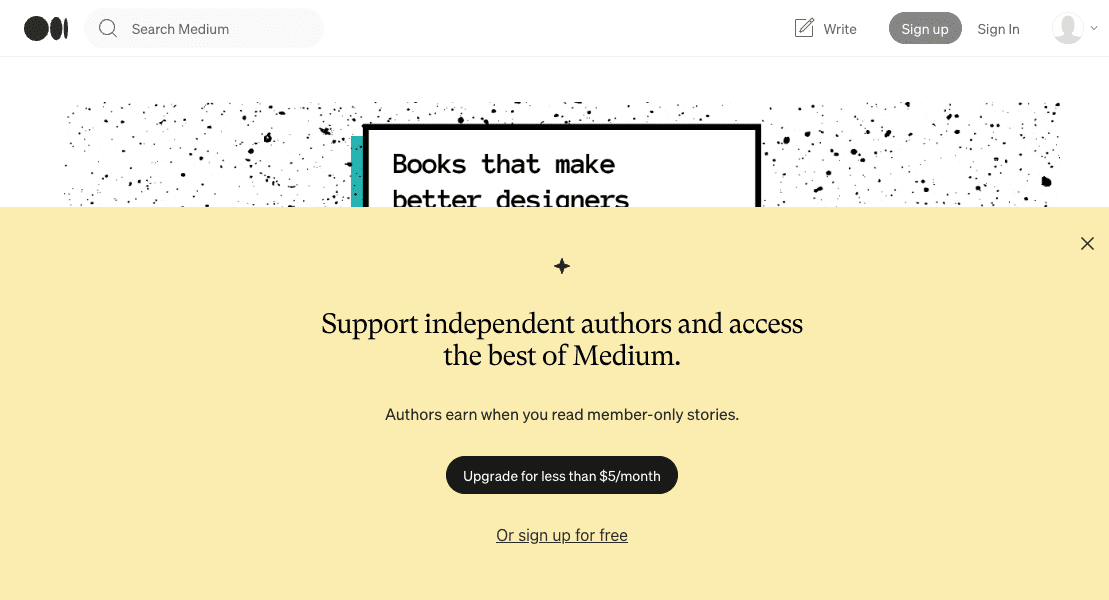 Search Medium
Write
Sign up
Sign In
Books that make
better designers
Support independent authors and access
the best of Medium.
Authors earn when you read member-only stories.
Upgrade for less than $5/month
Or sign up for free